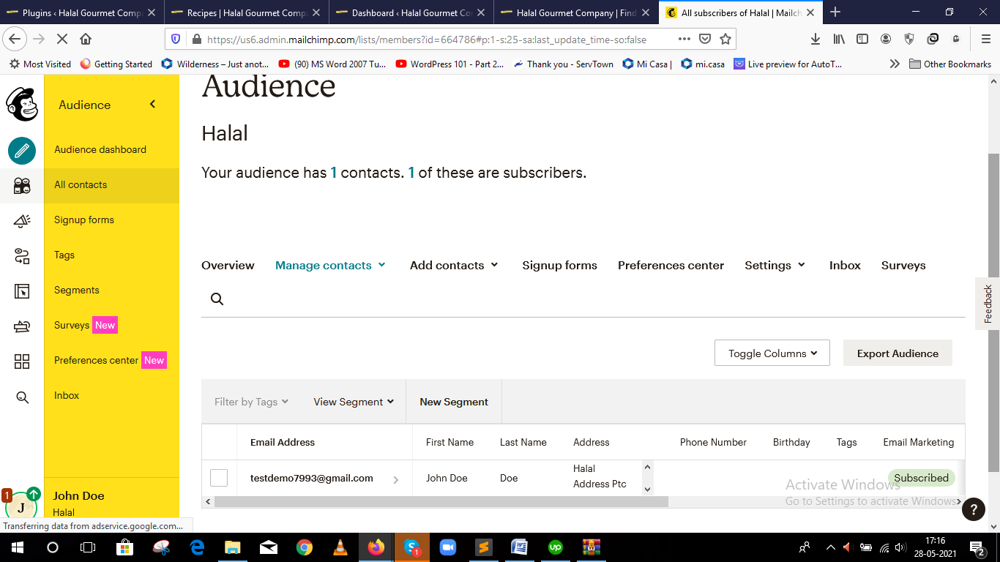 Plugins ‹ Halal Gourmet Comp
Recipes | Halal Gourmet Comp
Dashboard ‹ Halal Gourmet Co
Halal Gourmet Company | Find
All subscribers of Halal | Mailch
https://us6.admin.mailchimp.com/lists/members?id=664786#p:1-s:25-sa:last_update_time-so:false
Most Visited
Getting Started
Wilderness – Just anot...
(90) MS Word 2007 Tu...
WordPress 101 - Part 2...
Thank you - ServTown
Mi Casa |
mi.casa
Live preview for AutoT...
Other Bookmarks
Audience
Audience dashboard
All contacts
Signup forms
Tags
Segments
Surveys New
Preferences center New
Inbox
1
J
John Doe
Halal
Audience
Halal
Your audience has 1 contacts. 1 of these are subscribers.
Overview Manage contacts Add contacts Signup forms Preferences center Settings Inbox Surveys
Feedback
Toggle Columns Export Audience
Filter by Tags View Segment New Segment
Email Address First Name Last Name Address Phone Number Birthday Tags Email Marketing
testdemo7993@gmail.com John Doe Doe Halal Address Ptc Subscribed
Activate Windows
Go to Settings to activate Windows.
?
Transferring data from adservice.google.com...
S 1
up
17:16
28-05-2021
2